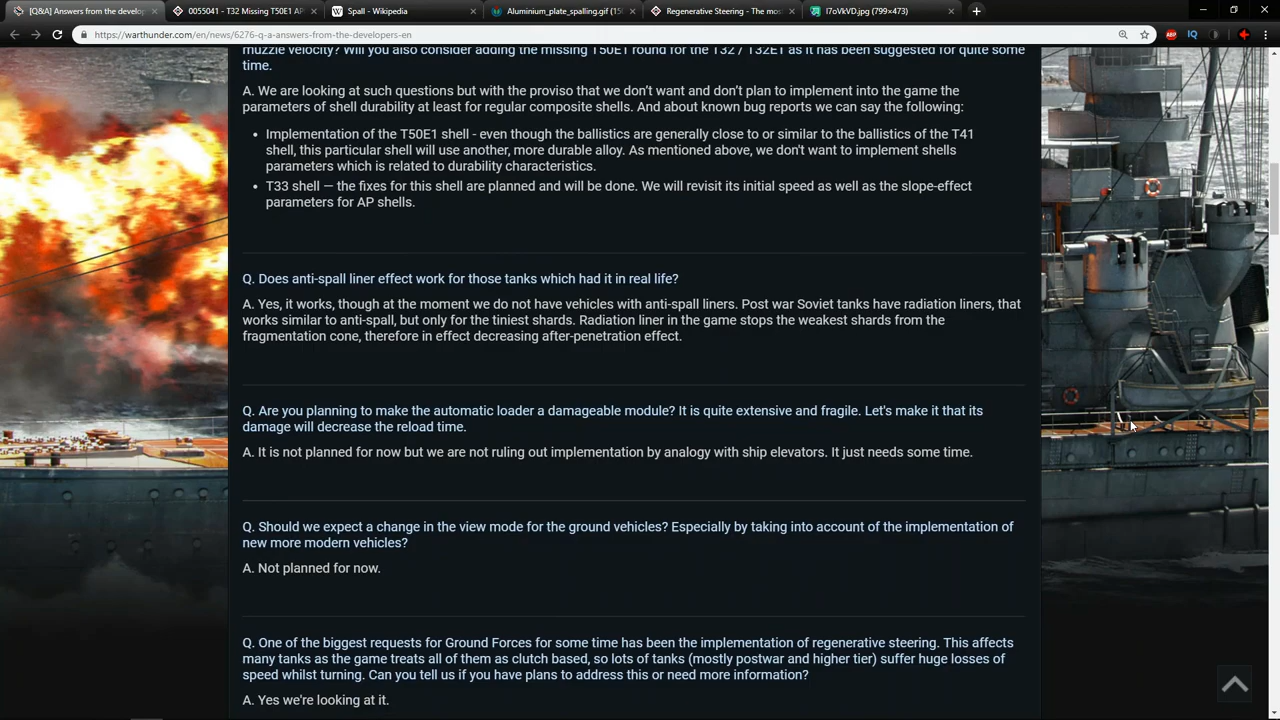 [Q&A] Answers from the develop
0055041 - T32 Missing T50E1 AP
Spall - Wikipedia
Aluminium_plate_spalling.gif (15
Regenerative Steering - The mos
l7oVkVD.jpg (799×473)
https://warthunder.com/en/news/6276-q-a-answers-from-the-developers-en
ABP
IQ
muzzle velocity? Will you also consider adding the missing T50E1 round for the T32 / T32E1 as it has been suggested for quite some
time.
A. We are looking at such questions but with the proviso that we don't want and don't plan to implement into the game the
parameters of shell durability at least for regular composite shells. And about known bug reports we can say the following:
• Implementation of the T50E1 shell - even though the ballistics are generally close to or similar to the ballistics of the T41
shell, this particular shell will use another, more durable alloy. As mentioned above, we don't want to implement shells
parameters which is related to durability characteristics.
• T33 shell — the fixes for this shell are planned and will be done. We will revisit its initial speed as well as the slope-effect
parameters for AP shells.
Q. Does anti-spall liner effect work for those tanks which had it in real life?
A. Yes, it works, though at the moment we do not have vehicles with anti-spall liners. Post war Soviet tanks have radiation liners, that
works similar to anti-spall, but only for the tiniest shards. Radiation liner in the game stops the weakest shards from the
fragmentation cone, therefore in effect decreasing after-penetration effect.
Q. Are you planning to make the automatic loader a damageable module? It is quite extensive and fragile. Let's make it that its
damage will decrease the reload time.
A. It is not planned for now but we are not ruling out implementation by analogy with ship elevators. It just needs some time.
Q. Should we expect a change in the view mode for the ground vehicles? Especially by taking into account of the implementation of
new more modern vehicles?
A. Not planned for now.
Q. One of the biggest requests for Ground Forces for some time has been the implementation of regenerative steering. This affects
many tanks as the game treats all of them as clutch based, so lots of tanks (mostly postwar and higher tier) suffer huge losses of
speed whilst turning. Can you tell us if you have plans to address this or need more information?
A. Yes we're looking at it.